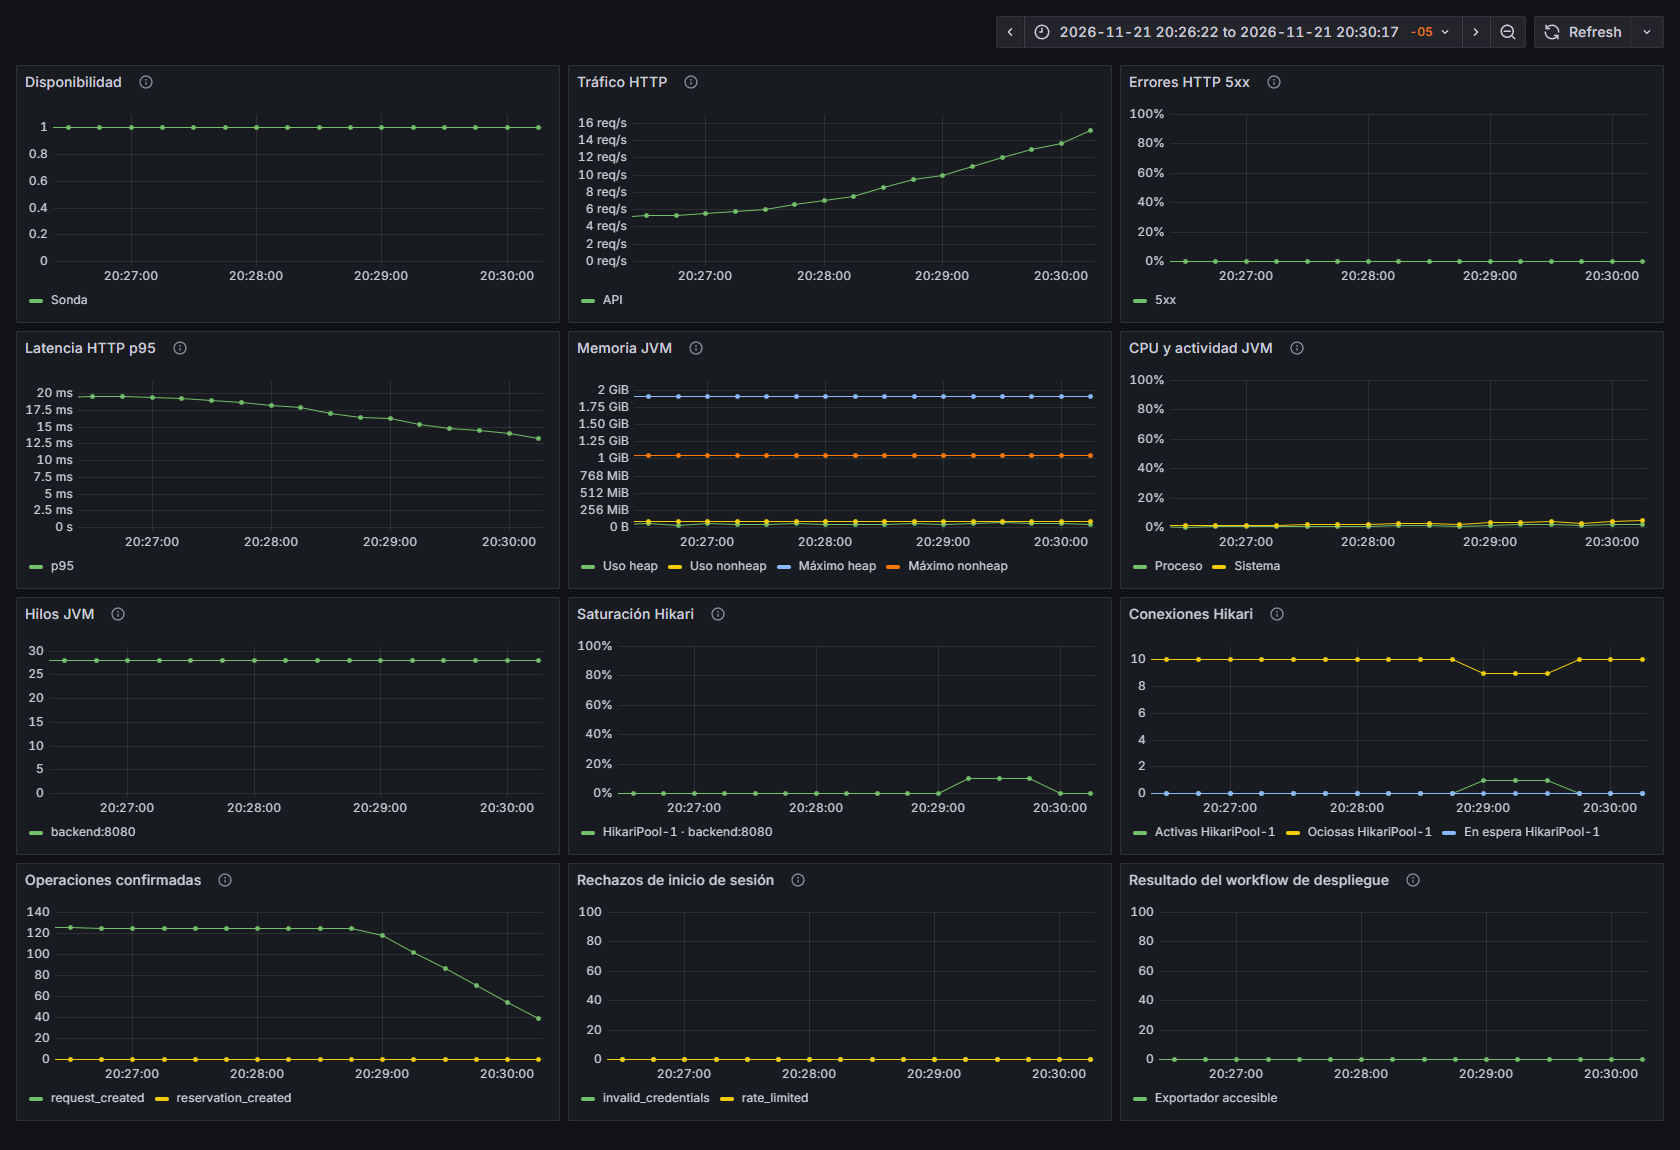 2026-11-21 20:26:22 to 2026-11-21 20:30:17 -05
Refresh
Disponibilidad
1
0.8
0.6
0.4
0.2
0
20:27:00 20:28:00 20:29:00 20:30:00
Sonda
Tráfico HTTP
16 req/s
14 req/s
12 req/s
10 req/s
8 req/s
6 req/s
4 req/s
2 req/s
0 req/s
20:27:00 20:28:00 20:29:00 20:30:00
API
Errores HTTP 5xx
100%
80%
60%
40%
20%
0%
20:27:00 20:28:00 20:29:00 20:30:00
5xx
Latencia HTTP p95
20 ms
17.5 ms
15 ms
12.5 ms
10 ms
7.5 ms
5 ms
2.5 ms
0 s
20:27:00 20:28:00 20:29:00 20:30:00
p95
Memoria JVM
2 GiB
1.75 GiB
1.50 GiB
1.25 GiB
1 GiB
768 MiB
512 MiB
256 MiB
0 B
20:27:00 20:28:00 20:29:00 20:30:00
Uso heap Uso nonheap Máximo heap Máximo nonheap
CPU y actividad JVM
100%
80%
60%
40%
20%
0%
20:27:00 20:28:00 20:29:00 20:30:00
Proceso Sistema
Hilos JVM
30
25
20
15
10
5
0
20:27:00 20:28:00 20:29:00 20:30:00
backend:8080
Saturación Hikari
100%
80%
60%
40%
20%
0%
20:27:00 20:28:00 20:29:00 20:30:00
HikariPool-1 · backend:8080
Conexiones Hikari
10
8
6
4
2
0
20:27:00 20:28:00 20:29:00 20:30:00
Activas HikariPool-1 Ociosas HikariPool-1 En espera HikariPool-1
Operaciones confirmadas
140
120
100
80
60
40
20
0
20:27:00 20:28:00 20:29:00 20:30:00
request_created reservation_created
Rechazos de inicio de sesión
100
80
60
40
20
0
20:27:00 20:28:00 20:29:00 20:30:00
invalid_credentials rate_limited
Resultado del workflow de despliegue
100
80
60
40
20
0
20:27:00 20:28:00 20:29:00 20:30:00
Exportador accesible